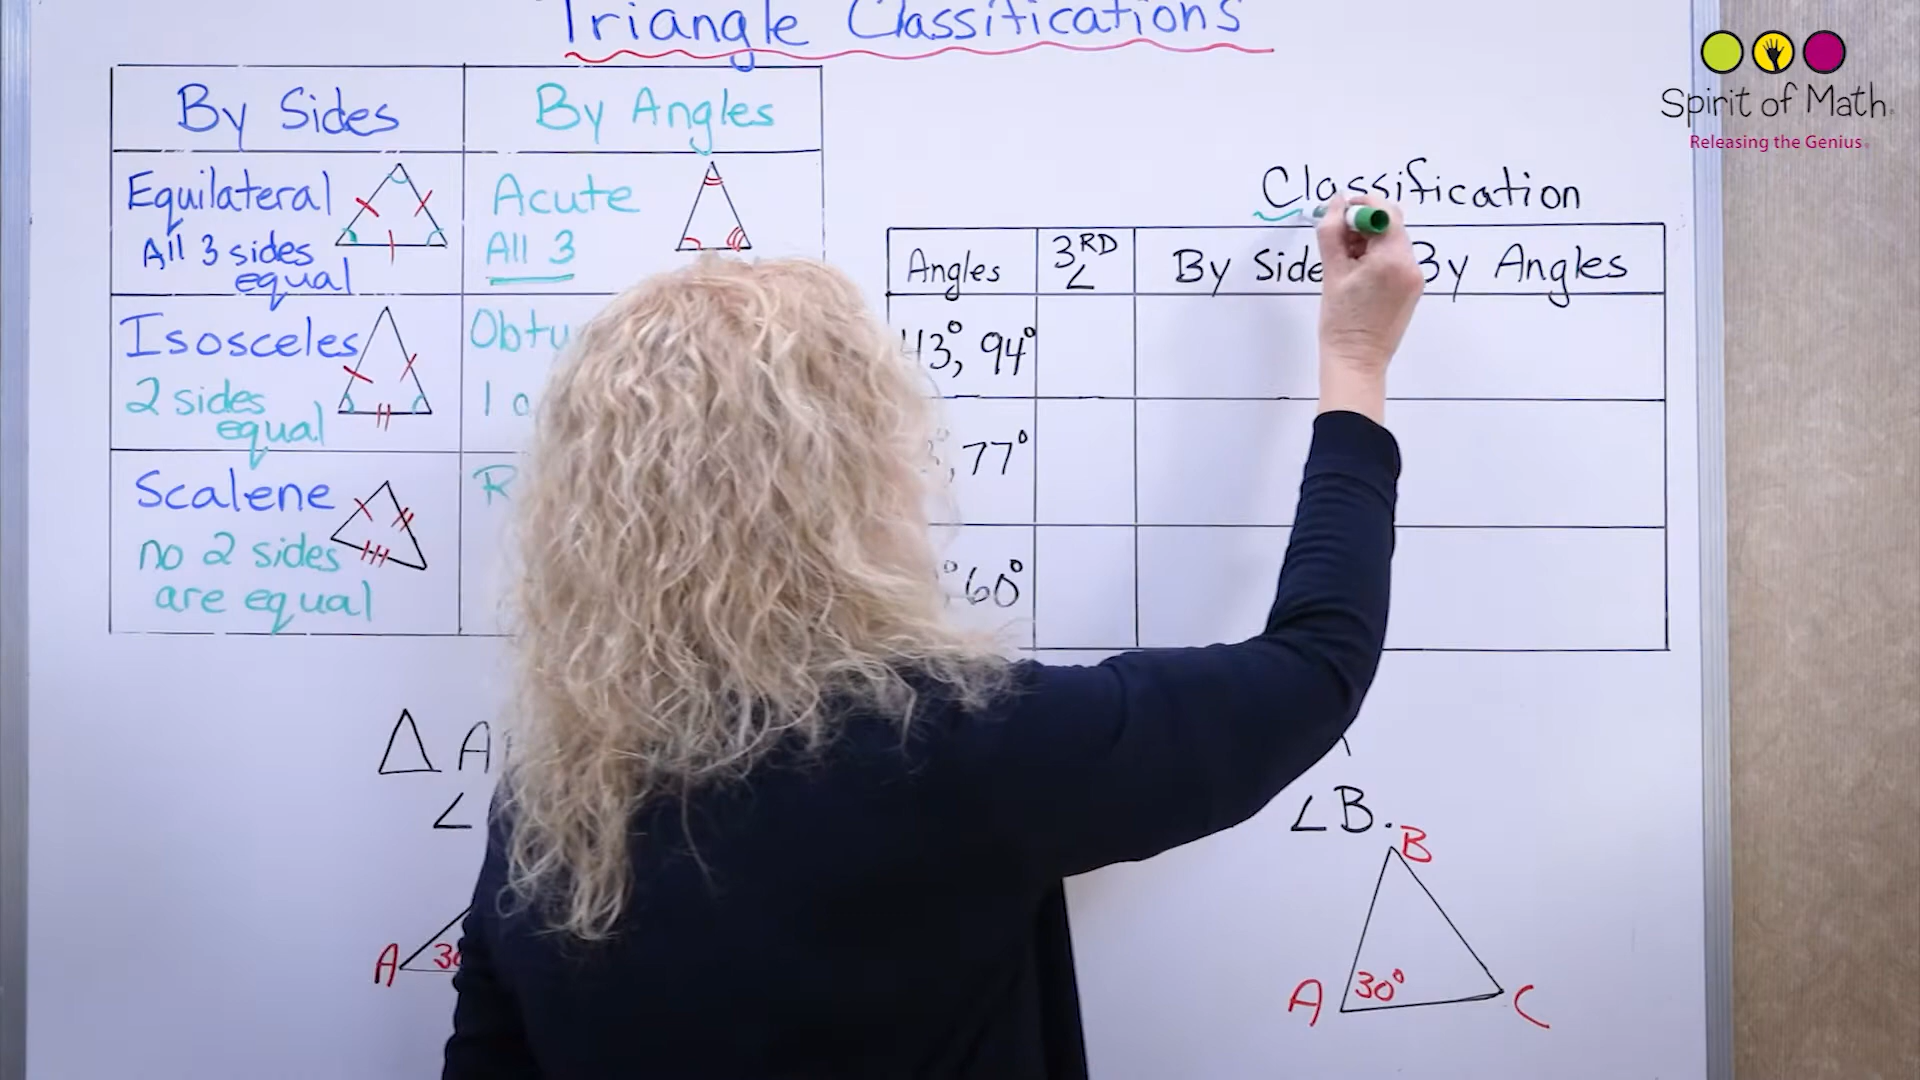 Triangle Classifications
Spirit of Math
Releasing the Genius
By Sides
By Angles
Equilateral
All 3 sides
equal
Acute
All 3
Isosceles
2 sides
equal
Scalene
no 2 sides
are equal
Classification
Angles
3RD
∠
By Side
By Angles
43°, 94°
77°
60°
∠B.
A
30°
B
C
△ A
∠
A